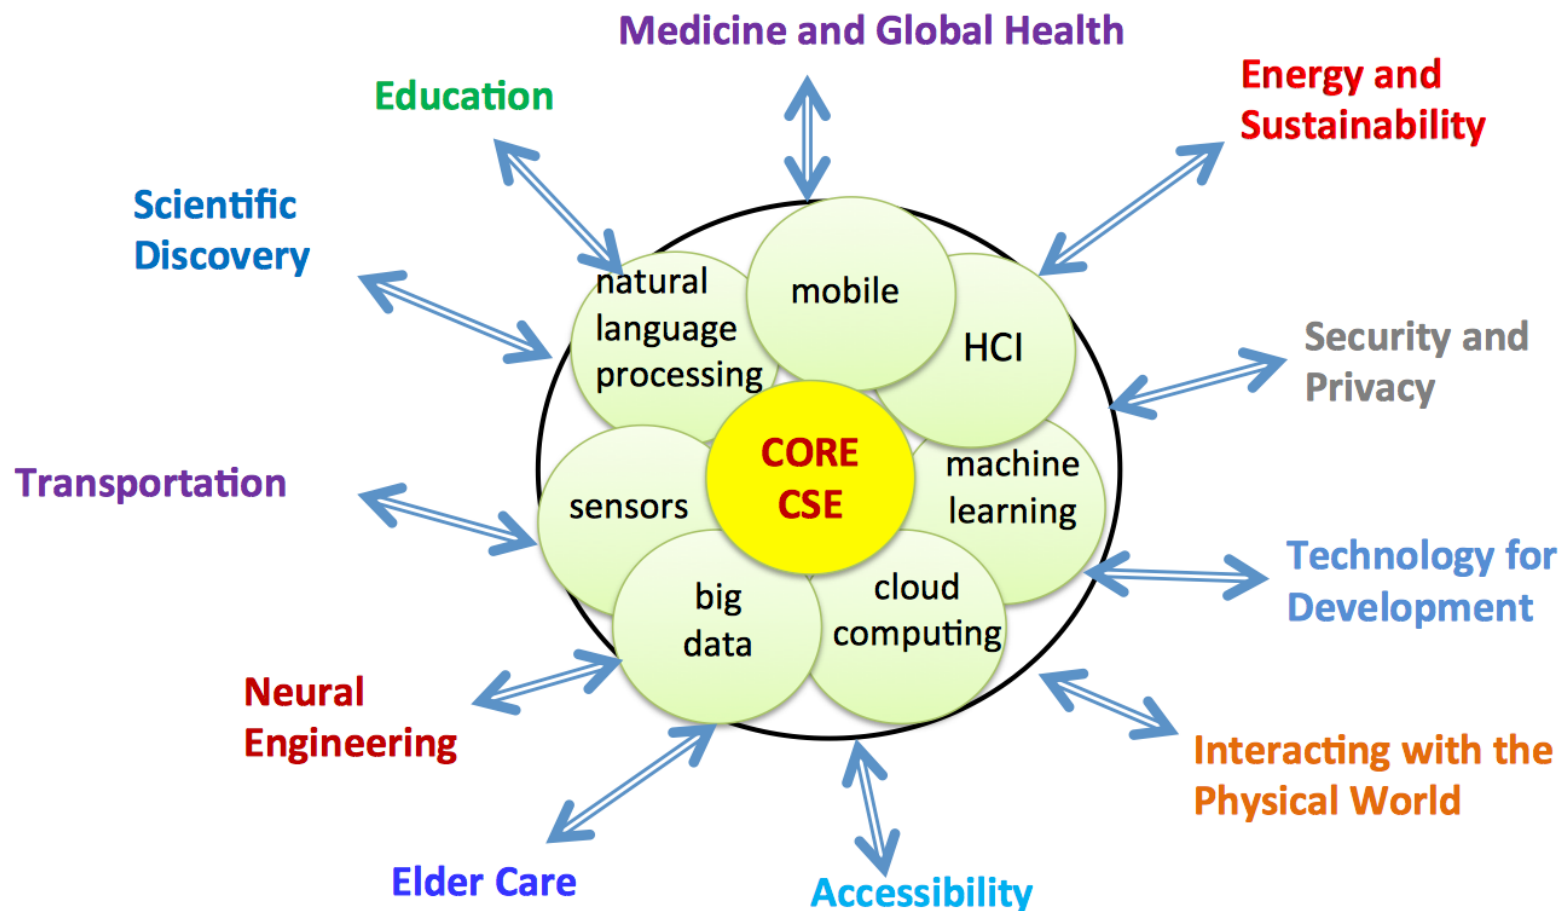 Medicine and Global Health
Education
Energy and
Sustainability
Scientific
Discovery
natural
language
processing
mobile
HCI
Security and
Privacy
CORE
CSE
machine
learning
Transportation
sensors
Technology for
Development
big
data
cloud
computing
Neural
Engineering
Interacting with the
Physical World
Elder Care
Accessibility